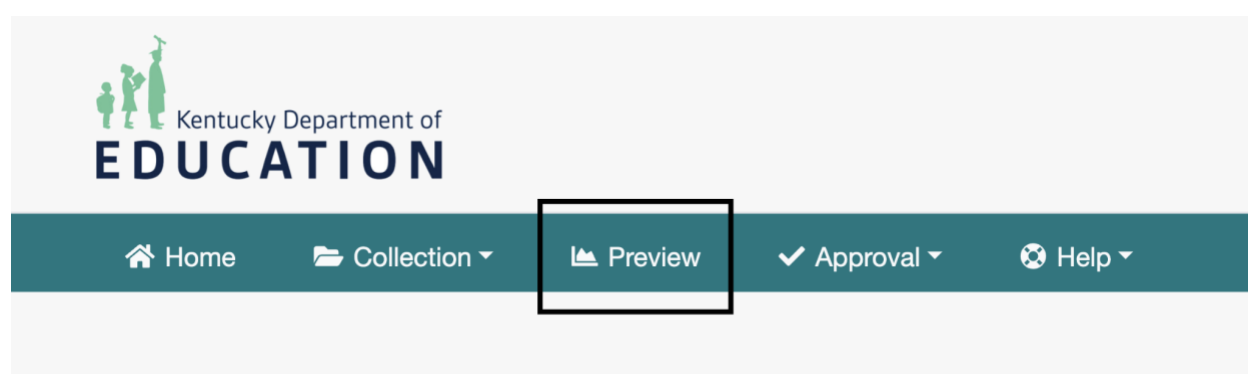 Kentucky Department of
EDUCATION
Home Collection Preview Approval Help